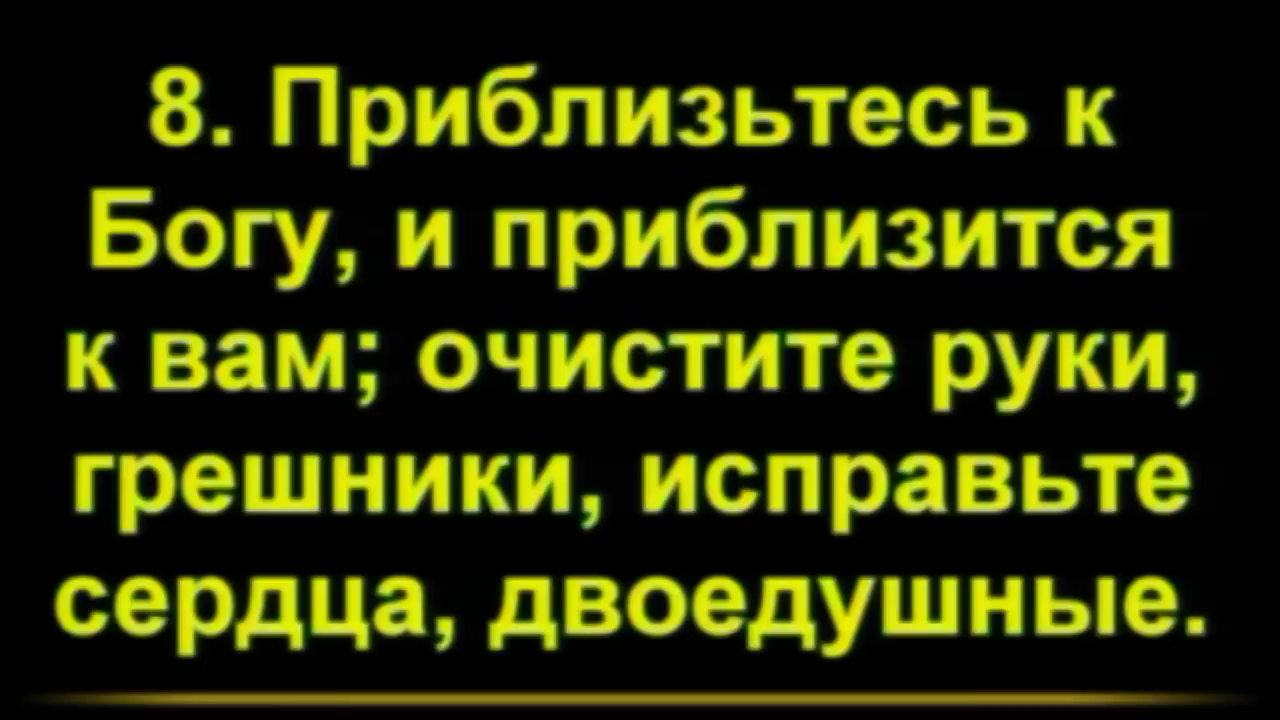 8. Приблизьтесь к
Богу, и приблизится
к вам; очистите руки,
грешники, исправьте
сердца, двоедушные.